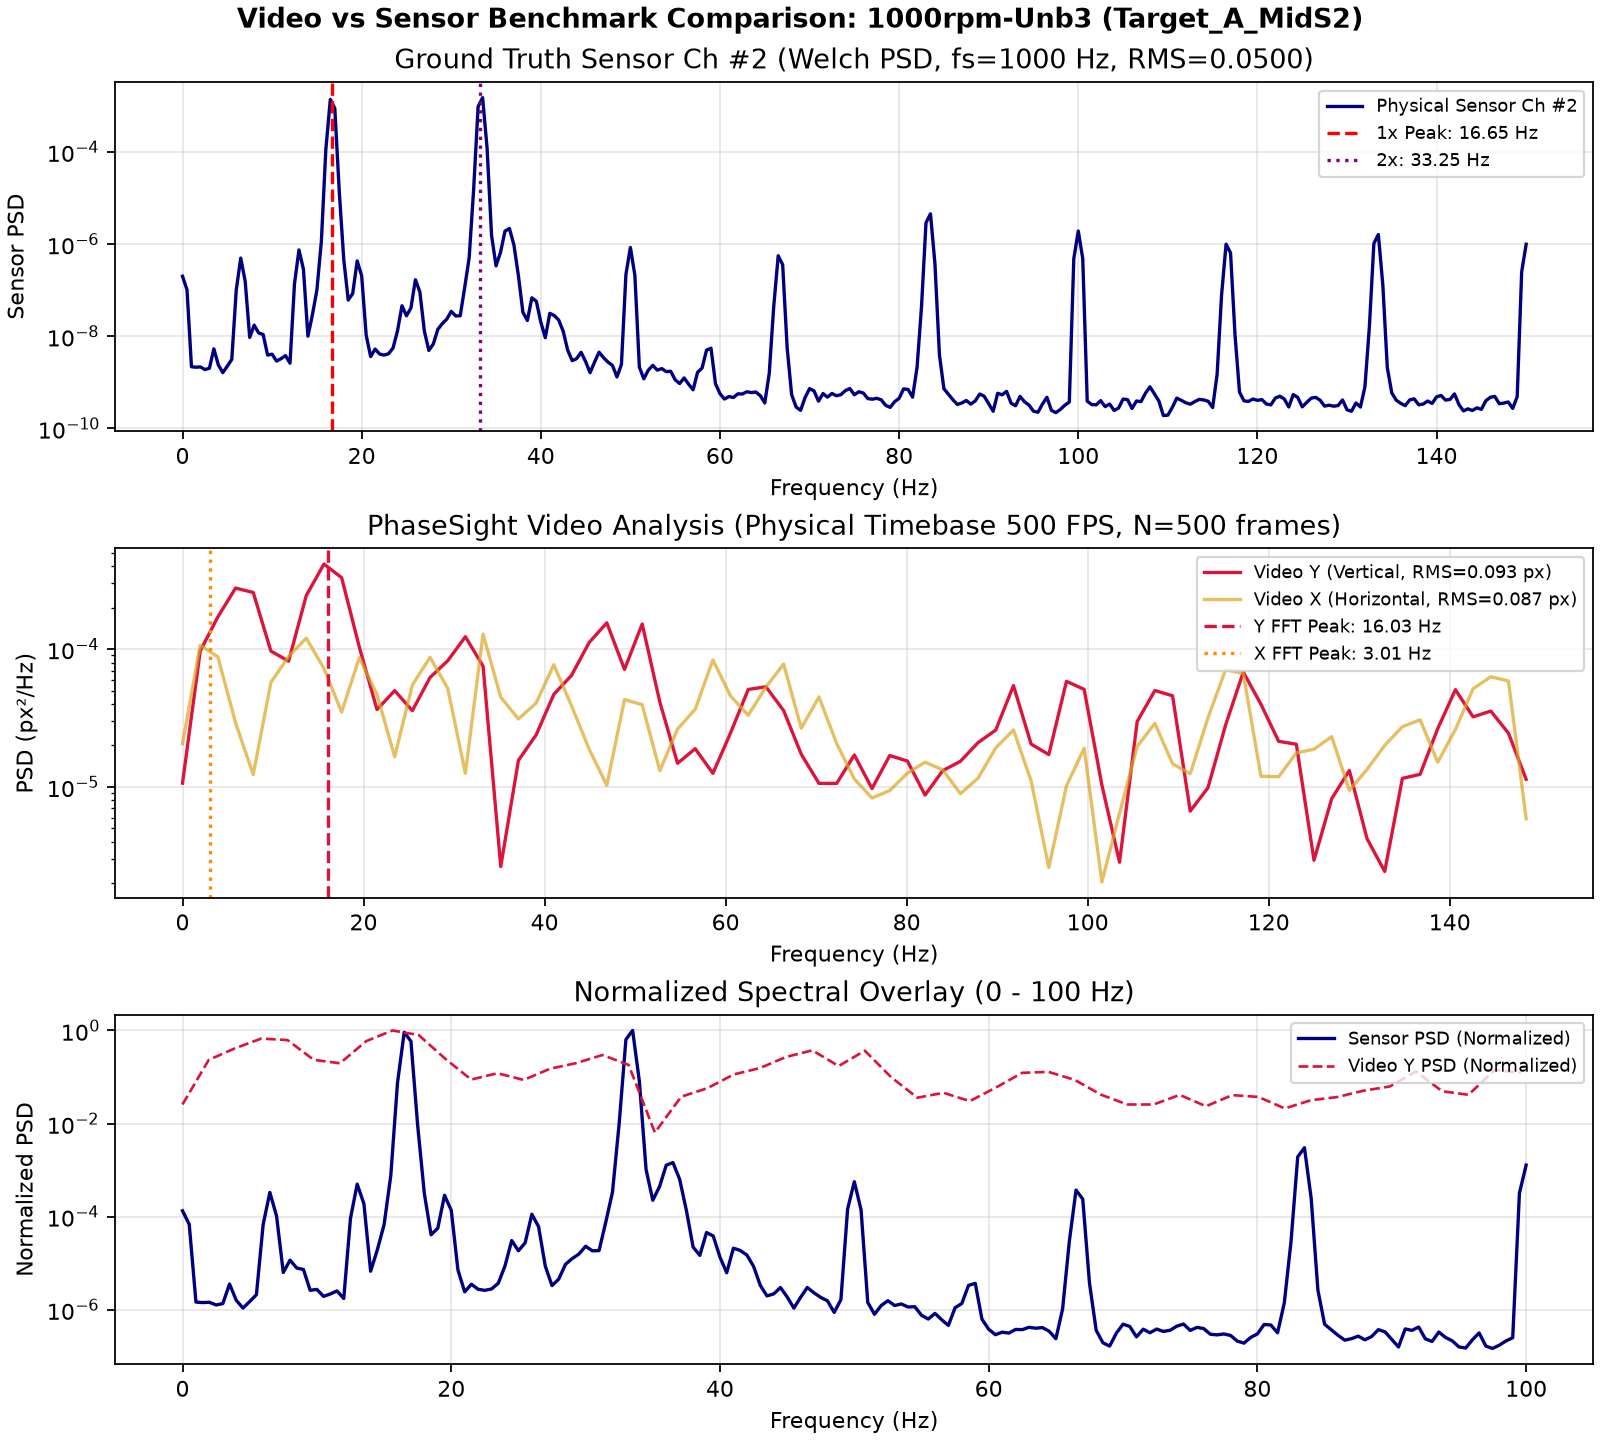 Video vs Sensor Benchmark Comparison: 1000rpm-Unb3 (Target_A_MidS2)
Ground Truth Sensor Ch #2 (Welch PSD, fs=1000 Hz, RMS=0.0500)
Sensor PSD
10⁻⁴
10⁻⁶
10⁻⁸
10⁻¹⁰
Physical Sensor Ch #2
1x Peak: 16.65 Hz
2x: 33.25 Hz
0 20 40 60 80 100 120 140
Frequency (Hz)
PhaseSight Video Analysis (Physical Timebase 500 FPS, N=500 frames)
PSD (px²/Hz)
10⁻⁴
10⁻⁵
Video Y (Vertical, RMS=0.093 px)
Video X (Horizontal, RMS=0.087 px)
Y FFT Peak: 16.03 Hz
X FFT Peak: 3.01 Hz
0 20 40 60 80 100 120 140
Frequency (Hz)
Normalized Spectral Overlay (0 - 100 Hz)
Normalized PSD
10⁰
10⁻²
10⁻⁴
10⁻⁶
Sensor PSD (Normalized)
Video Y PSD (Normalized)
0 20 40 60 80 100
Frequency (Hz)